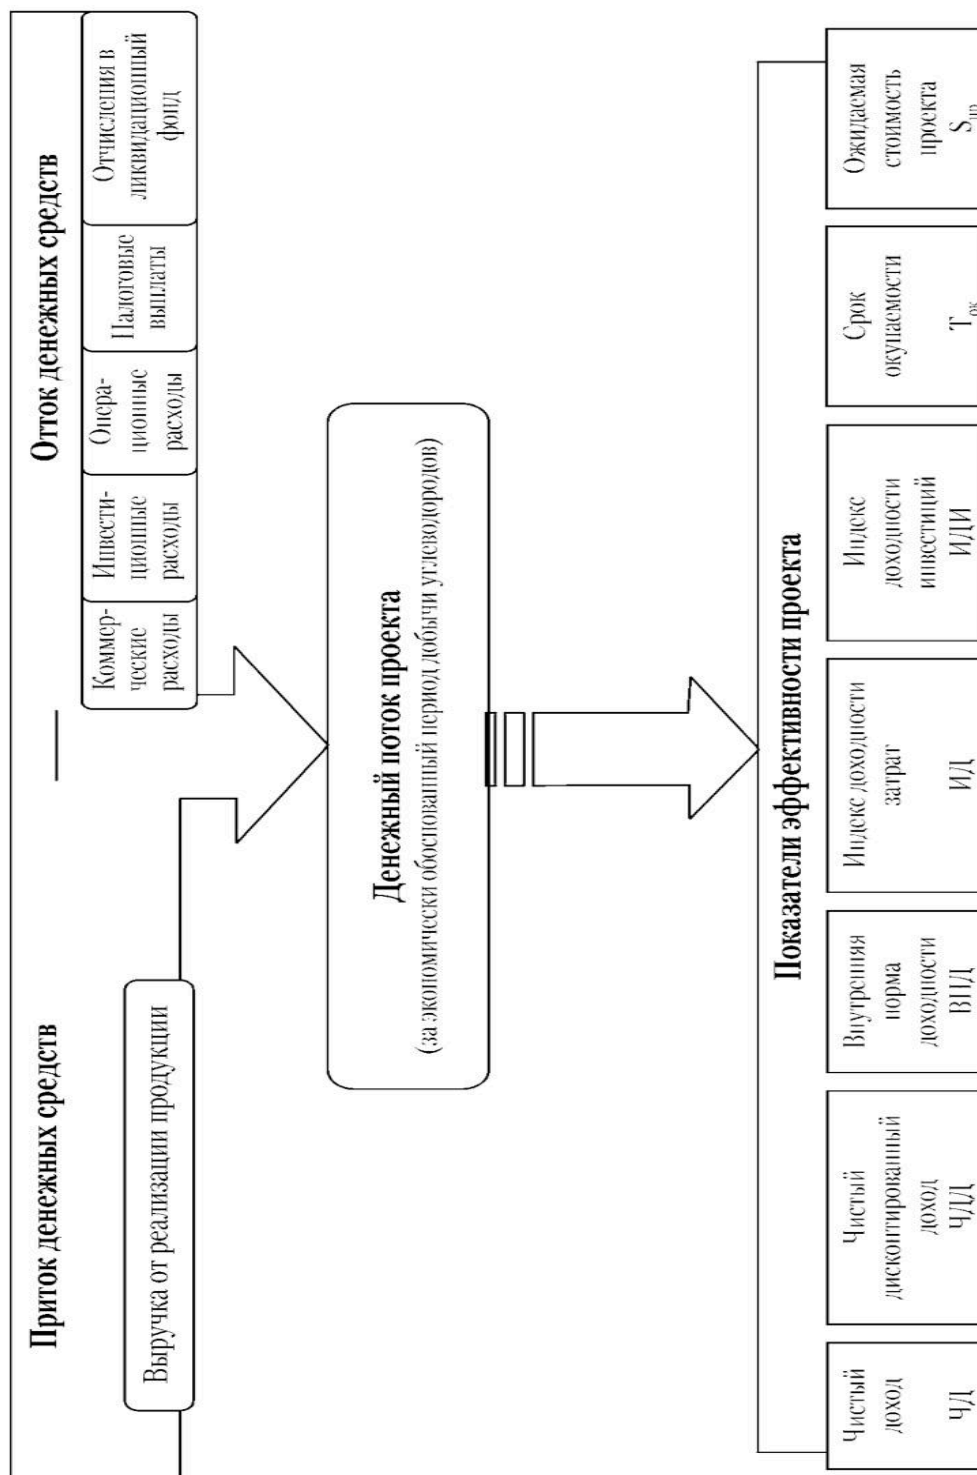 Приток денежных средств
—
Отток денежных средств
Выручка от реализации продукции
Коммер-
ческие
расходы
Инвести-
ционные
расходы
Опера-
ционные
расходы
Налоговые
выплаты
Отчисления в
ликвидационный
фонд
Денежный поток проекта
(за экономически обоснованный период добычи углеводородов)
Показатели эффективности проекта
Чистый
доход
ЧД
Чистый
дисконтированный
доход
ЧДД
Внутренняя
норма
доходности
ВНД
Индекс доходности
затрат
ИД
Индекс
доходности
инвестиций
ИДИ
Срок
окупаемости
Ток
Ожидаемая
стоимость
проекта
Sпр